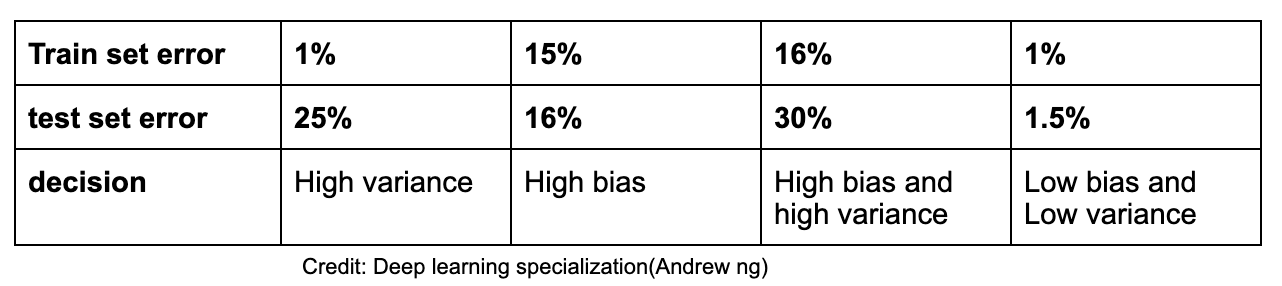 Train set error 1% 15% 16% 1%
test set error 25% 16% 30% 1.5%
decision High variance High bias High bias and Low bias and
high variance Low variance
Credit: Deep learning specialization(Andrew ng)